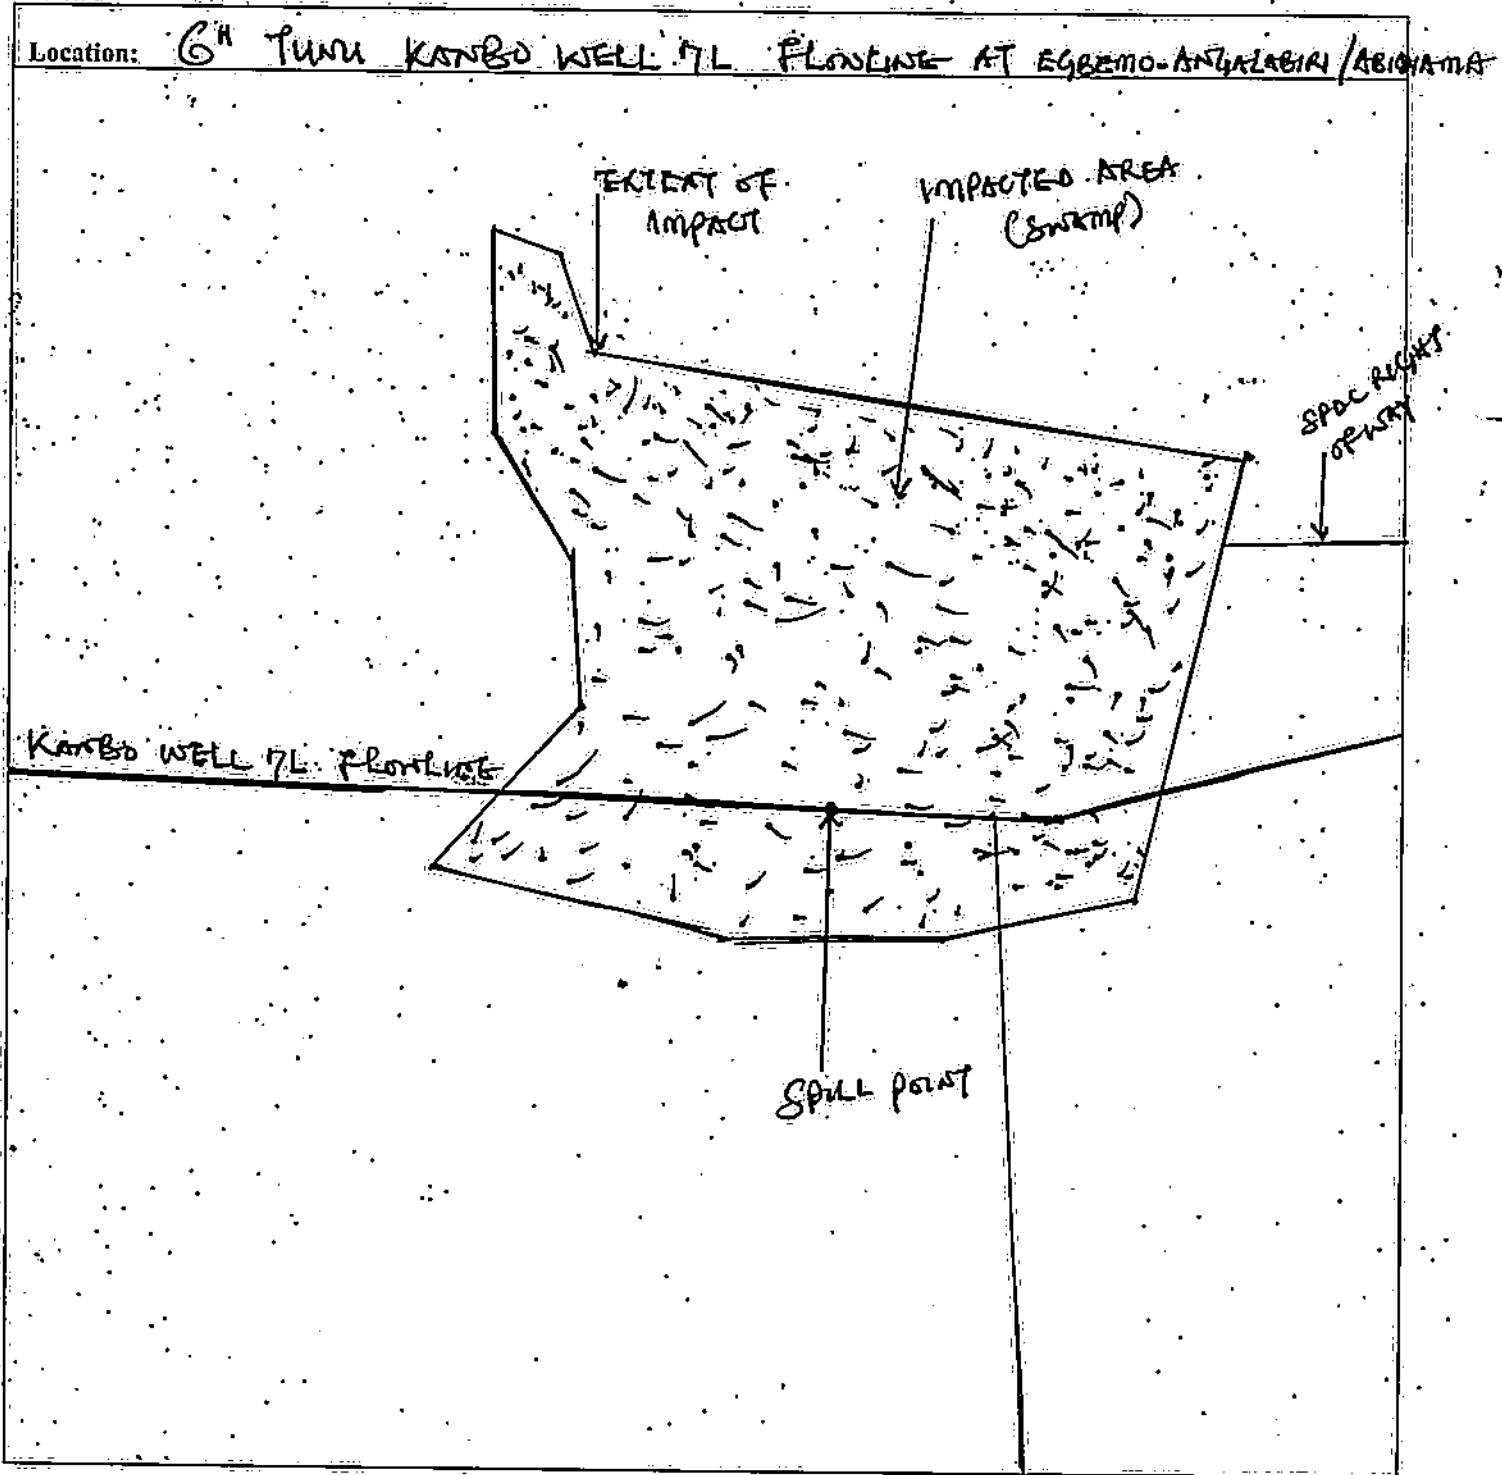 Location: 6" TUNU KANBO WELL 7L FLOWLINE AT EGBEMO-ANGALABIRI/ABIOYAMA
EXTENT OF
IMPACT
IMPACTED AREA
(SWAMP)
SPDC RIGHT
OF WAY
KANBO WELL 7L FLOWLINE
SPILL POINT